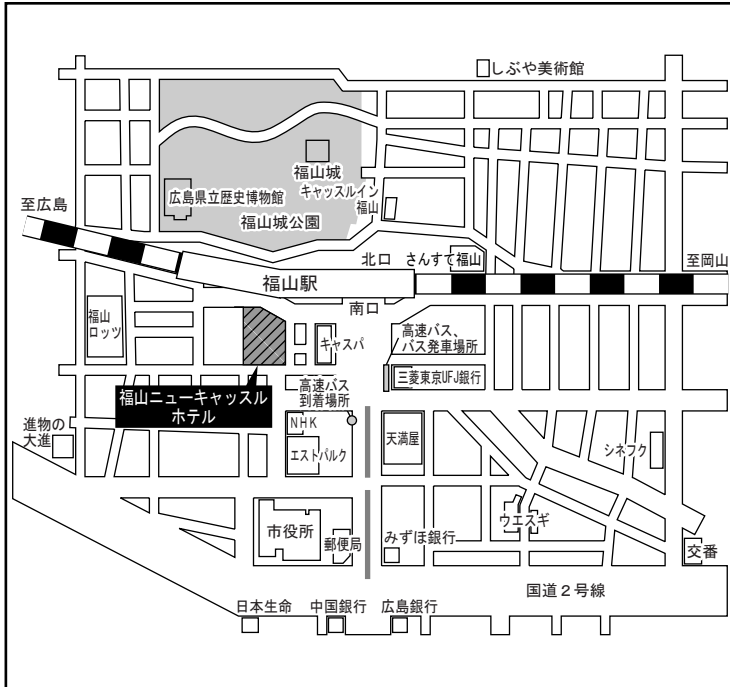 しぶや美術館
福山城
キャッスルイン
福山
広島県立歴史博物館
福山城公園
至広島
北口
さんすて福山
至岡山
福山駅
南口
福山
ロッツ
キャスパ
高速バス、
バス発車場所
三菱東京UFJ銀行
福山ニューキャッスル
ホテル
高速バス
到着場所
進物の
大進
NHK
エストパルク
天満屋
シネフク
市役所
郵便局
みずほ銀行
ウエスギ
交番
国道２号線
日本生命
中国銀行
広島銀行